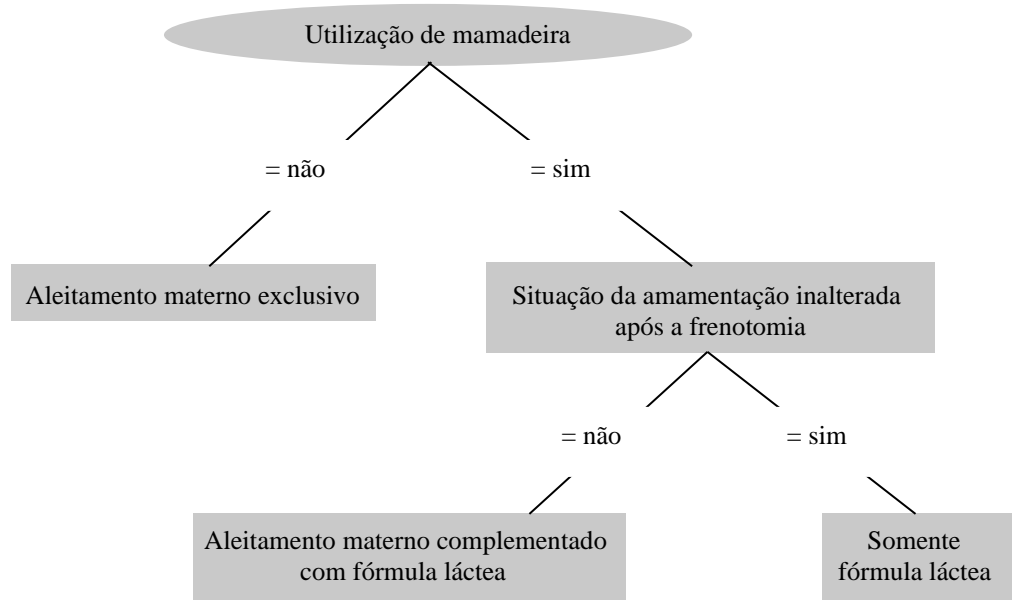 Utilização de mamadeira
= não
= sim
Aleitamento materno exclusivo
Situação da amamentação inalterada
após a frenotomia
= não
= sim
Aleitamento materno complementado
com fórmula láctea
Somente
fórmula láctea